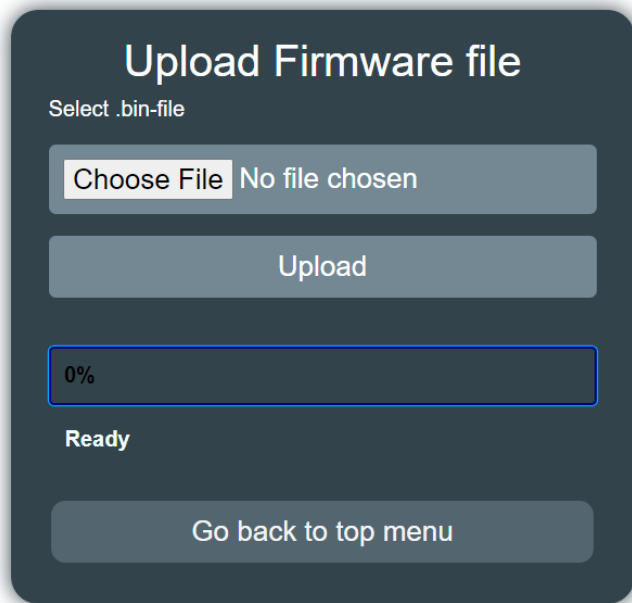 Upload Firmware file
Select .bin-file
Choose File No file chosen
Upload
0%
Ready
Go back to top menu